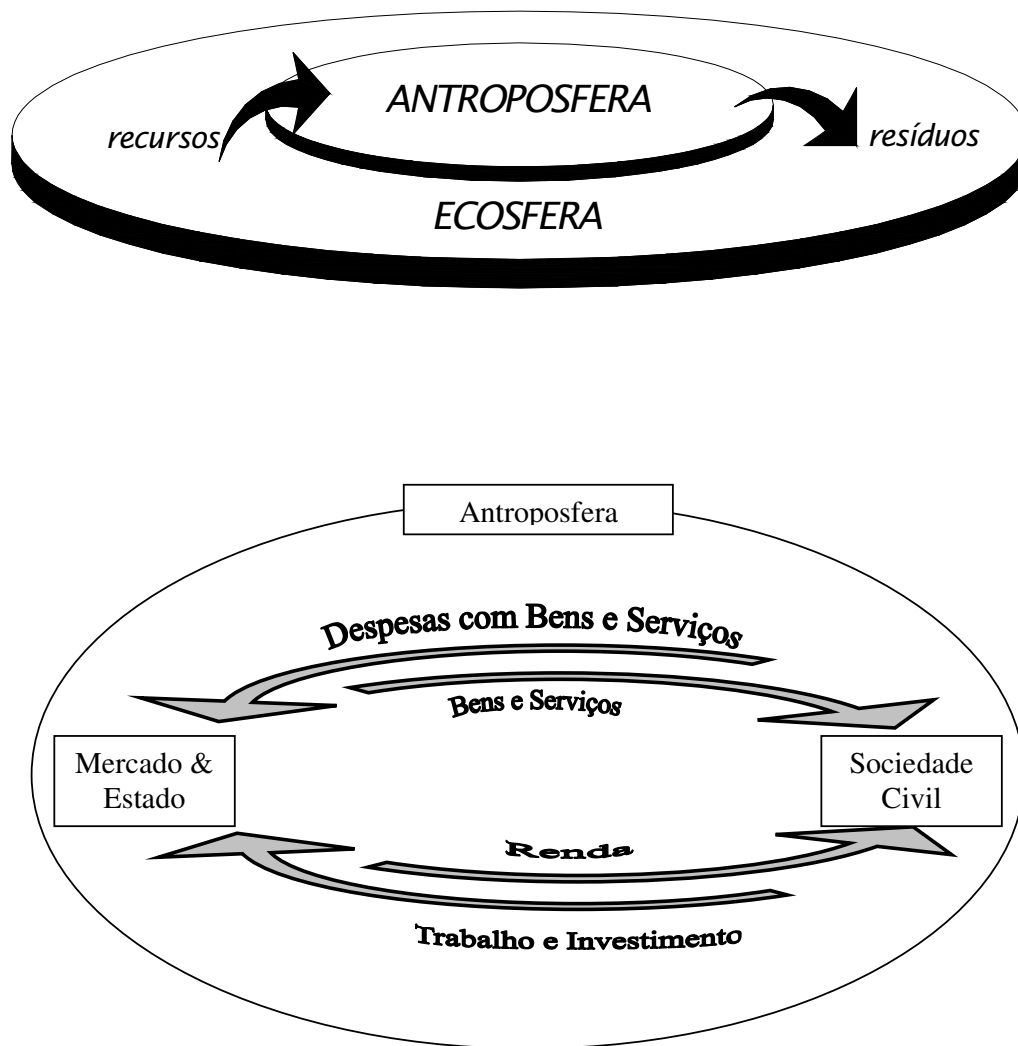 ANTROPOSFERA
recursos
resíduos
ECOSFERA
Antroposfera
Despesas com Bens e Serviços
Bens e Serviços
Mercado &
Estado
Sociedade
Civil
Renda
Trabalho e Investimento